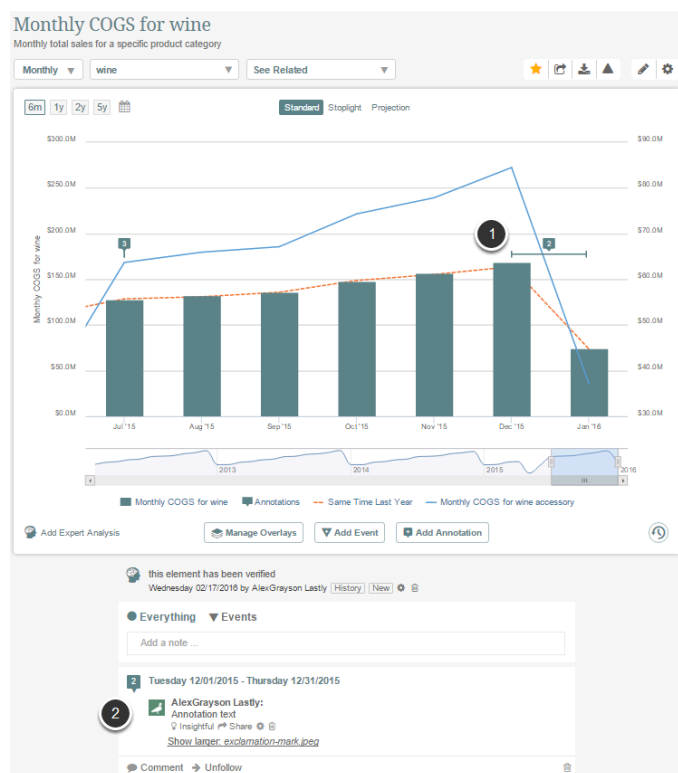 Monthly COGS for wine
Monthly total sales for a specific product category
Monthly wine See Related
6m 1y 2y 5y Standard Stoplight Projection
$300.0M $90.0M
$250.0M $80.0M
$200.0M $70.0M
$150.0M $60.0M
$100.0M $50.0M
$50.0M $40.0M
$0.0M $30.0M
Monthly COGS for wine
3
1
2
Jul '15 Aug '15 Sep '15 Oct '15 Nov '15 Dec '15 Jan '16
2013 2014 2015 2016
Monthly COGS for wine Annotations Same Time Last Year Monthly COGS for wine accessory
Add Expert Analysis Manage Overlays Add Event Add Annotation
this element has been verified
Wednesday 02/17/2016 by AlexGrayson Lastly History New
Everything Events
Add a note ...
2 Tuesday 12/01/2015 - Thursday 12/31/2015
2
AlexGrayson Lastly:
Annotation text
Insightful Share
Show larger: exclamation-mark.jpeg
Comment Unfollow